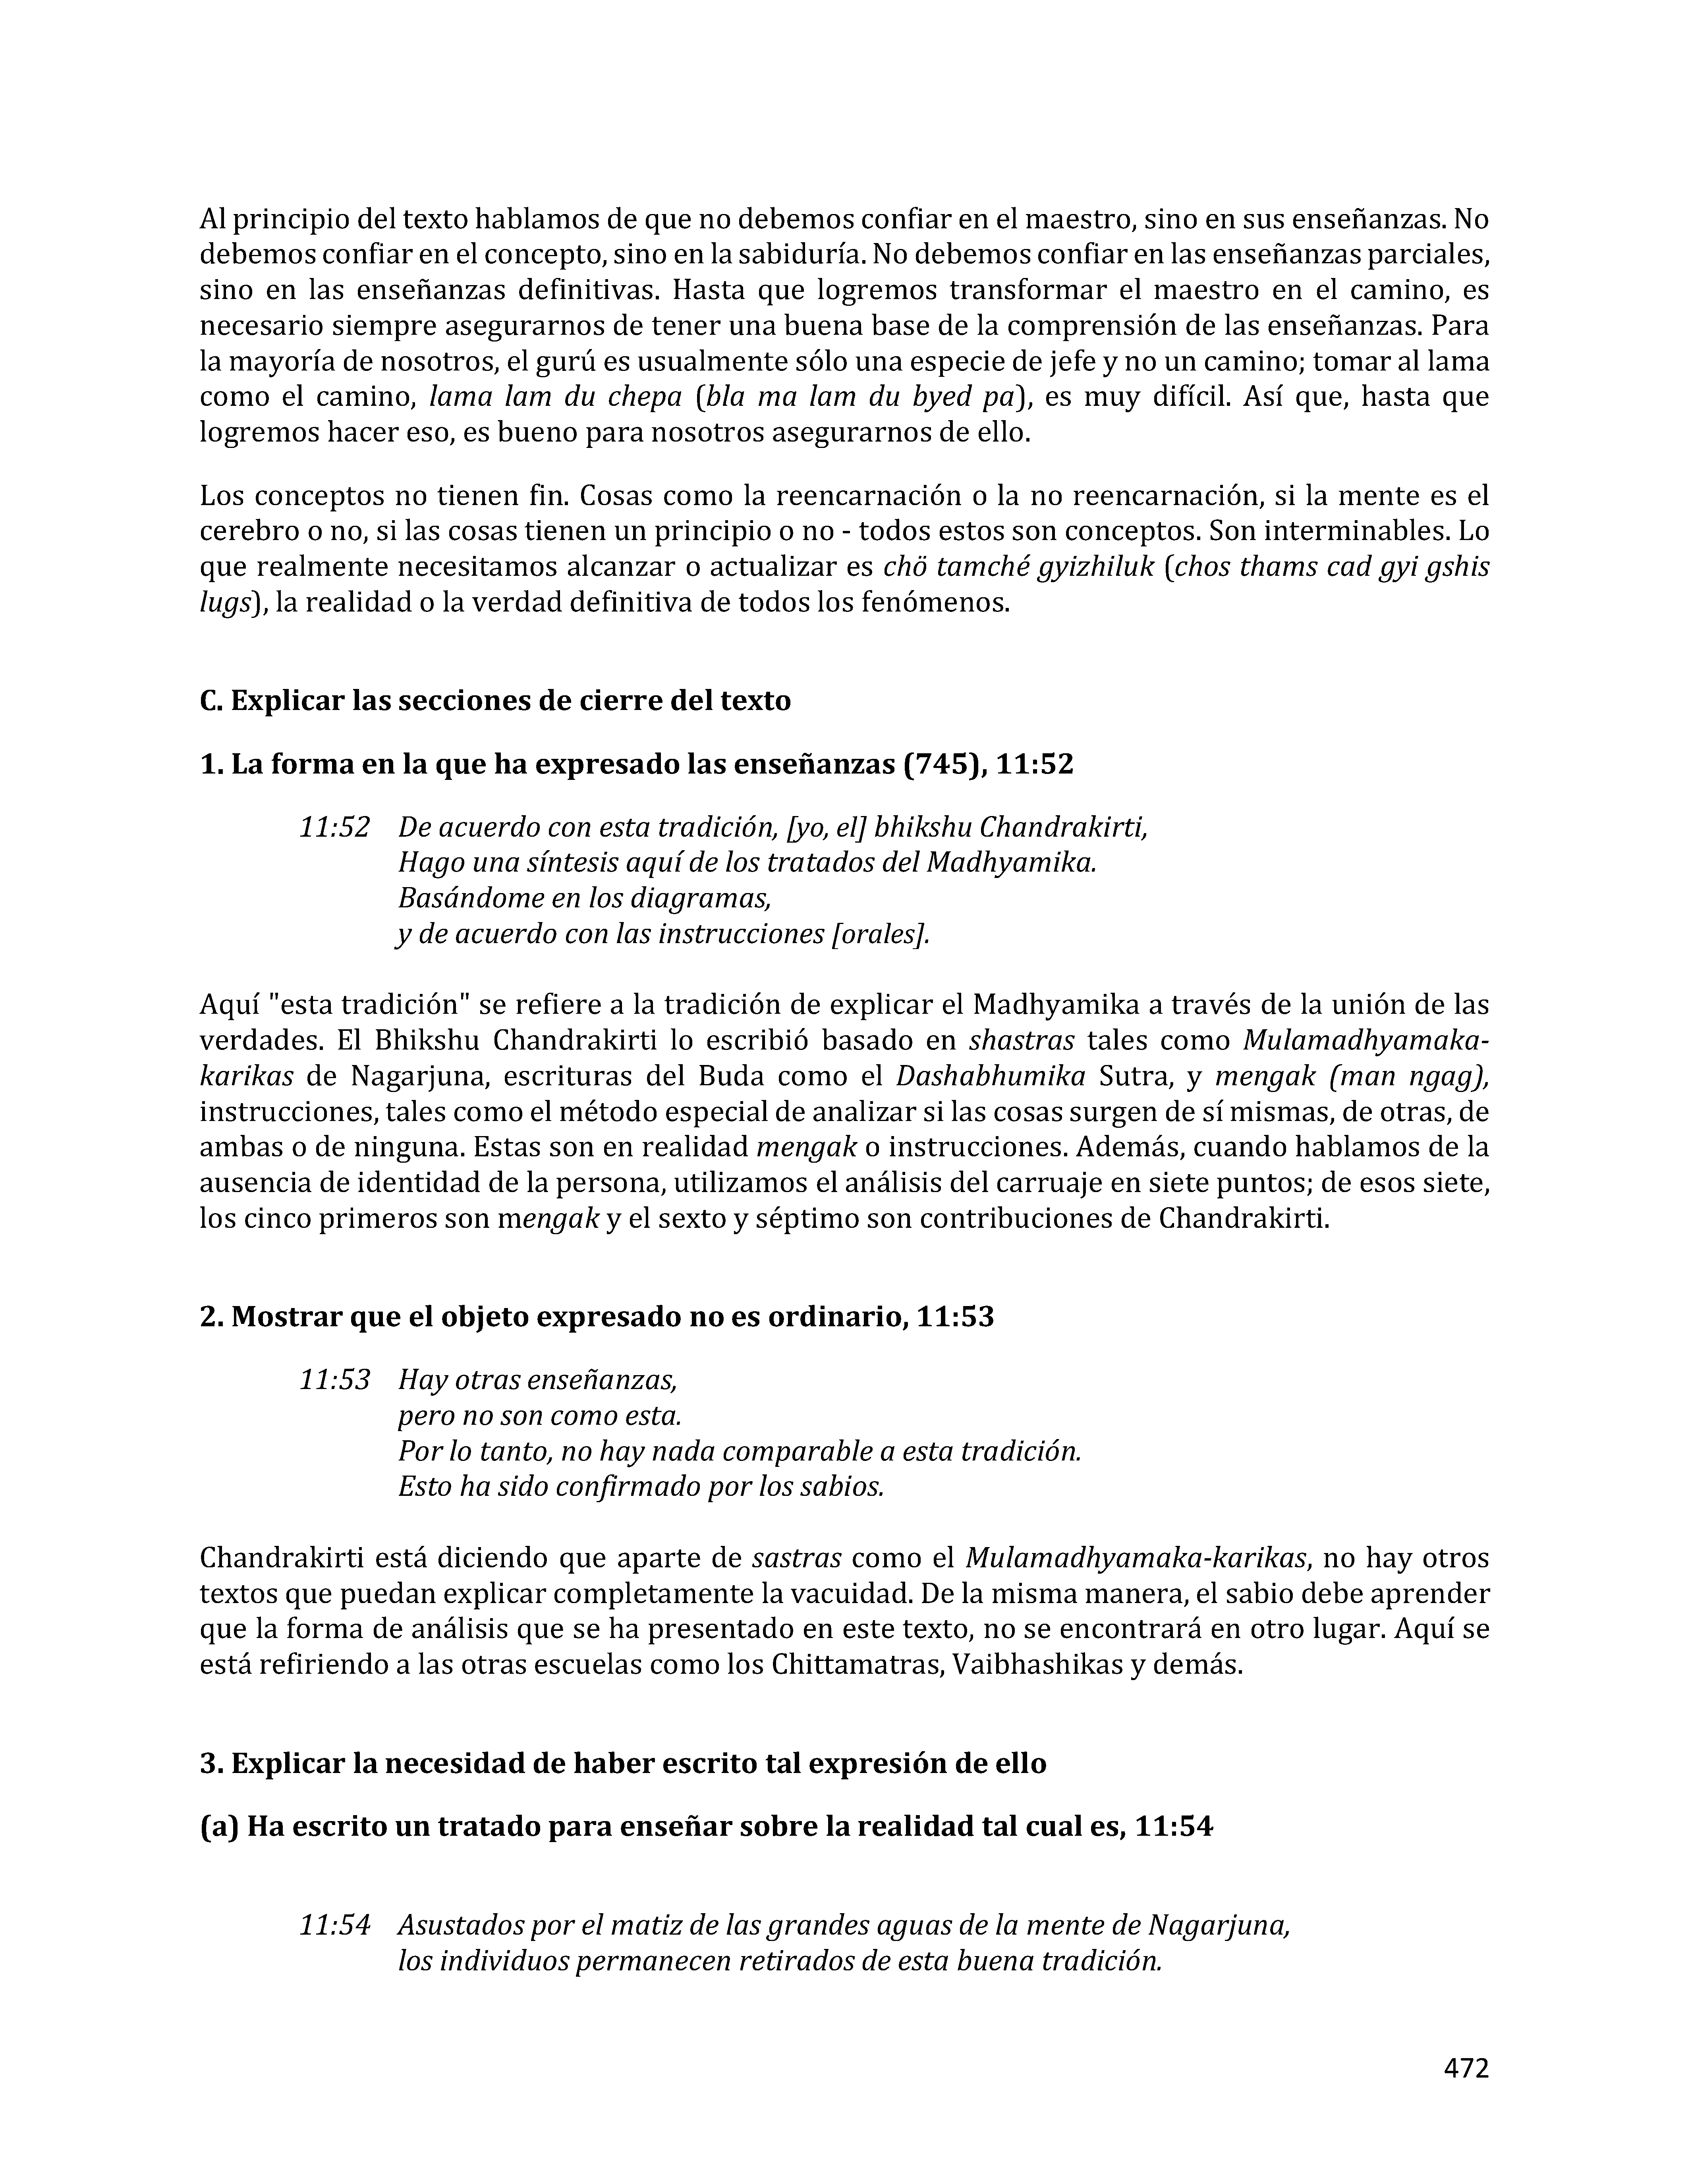 Al principio del texto hablamos de que no debemos confiar en el maestro, sino en sus enseñanzas. No
debemos confiar en el concepto, sino en la sabiduría. No debemos confiar en las enseñanzas parciales,
sino en las enseñanzas definitivas. Hasta que logremos transformar el maestro en el camino, es
necesario siempre asegurarnos de tener una buena base de la comprensión de las enseñanzas. Para
la mayoría de nosotros, el gurú es usualmente sólo una especie de jefe y no un camino; tomar al lama
como el camino, lama lam du chepa (bla ma lam du byed pa), es muy difícil. Así que, hasta que
logremos hacer eso, es bueno para nosotros asegurarnos de ello.
Los conceptos no tienen fin. Cosas como la reencarnación o la no reencarnación, si la mente es el
cerebro o no, si las cosas tienen un principio o no - todos estos son conceptos. Son interminables. Lo
que realmente necesitamos alcanzar o actualizar es chö tamché gyizhiluk (chos thams cad gyi gshis
lugs), la realidad o la verdad definitiva de todos los fenómenos.
C. Explicar las secciones de cierre del texto
1. La forma en la que ha expresado las enseñanzas (745), 11:52
11:52 De acuerdo con esta tradición, [yo, el] bhikshu Chandrakirti,
Hago una síntesis aquí de los tratados del Madhyamika.
Basándome en los diagramas,
y de acuerdo con las instrucciones [orales].
Aquí "esta tradición" se refiere a la tradición de explicar el Madhyamika a través de la unión de las
verdades. El Bhikshu Chandrakirti lo escribió basado en shastras tales como Mulamadhyamaka-
karikas de Nagarjuna, escrituras del Buda como el Dashabhumika Sutra, y mengak (man ngag),
instrucciones, tales como el método especial de analizar si las cosas surgen de sí mismas, de otras, de
ambas o de ninguna. Estas son en realidad mengak o instrucciones. Además, cuando hablamos de la
ausencia de identidad de la persona, utilizamos el análisis del carruaje en siete puntos; de esos siete,
los cinco primeros son mengak y el sexto y séptimo son contribuciones de Chandrakirti.
2. Mostrar que el objeto expresado no es ordinario, 11:53
11:53 Hay otras enseñanzas,
pero no son como esta.
Por lo tanto, no hay nada comparable a esta tradición.
Esto ha sido confirmado por los sabios.
Chandrakirti está diciendo que aparte de sastras como el Mulamadhyamaka-karikas, no hay otros
textos que puedan explicar completamente la vacuidad. De la misma manera, el sabio debe aprender
que la forma de análisis que se ha presentado en este texto, no se encontrará en otro lugar. Aquí se
está refiriendo a las otras escuelas como los Chittamatras, Vaibhashikas y demás.
3. Explicar la necesidad de haber escrito tal expresión de ello
(a) Ha escrito un tratado para enseñar sobre la realidad tal cual es, 11:54
11:54 Asustados por el matiz de las grandes aguas de la mente de Nagarjuna,
los individuos permanecen retirados de esta buena tradición.
472